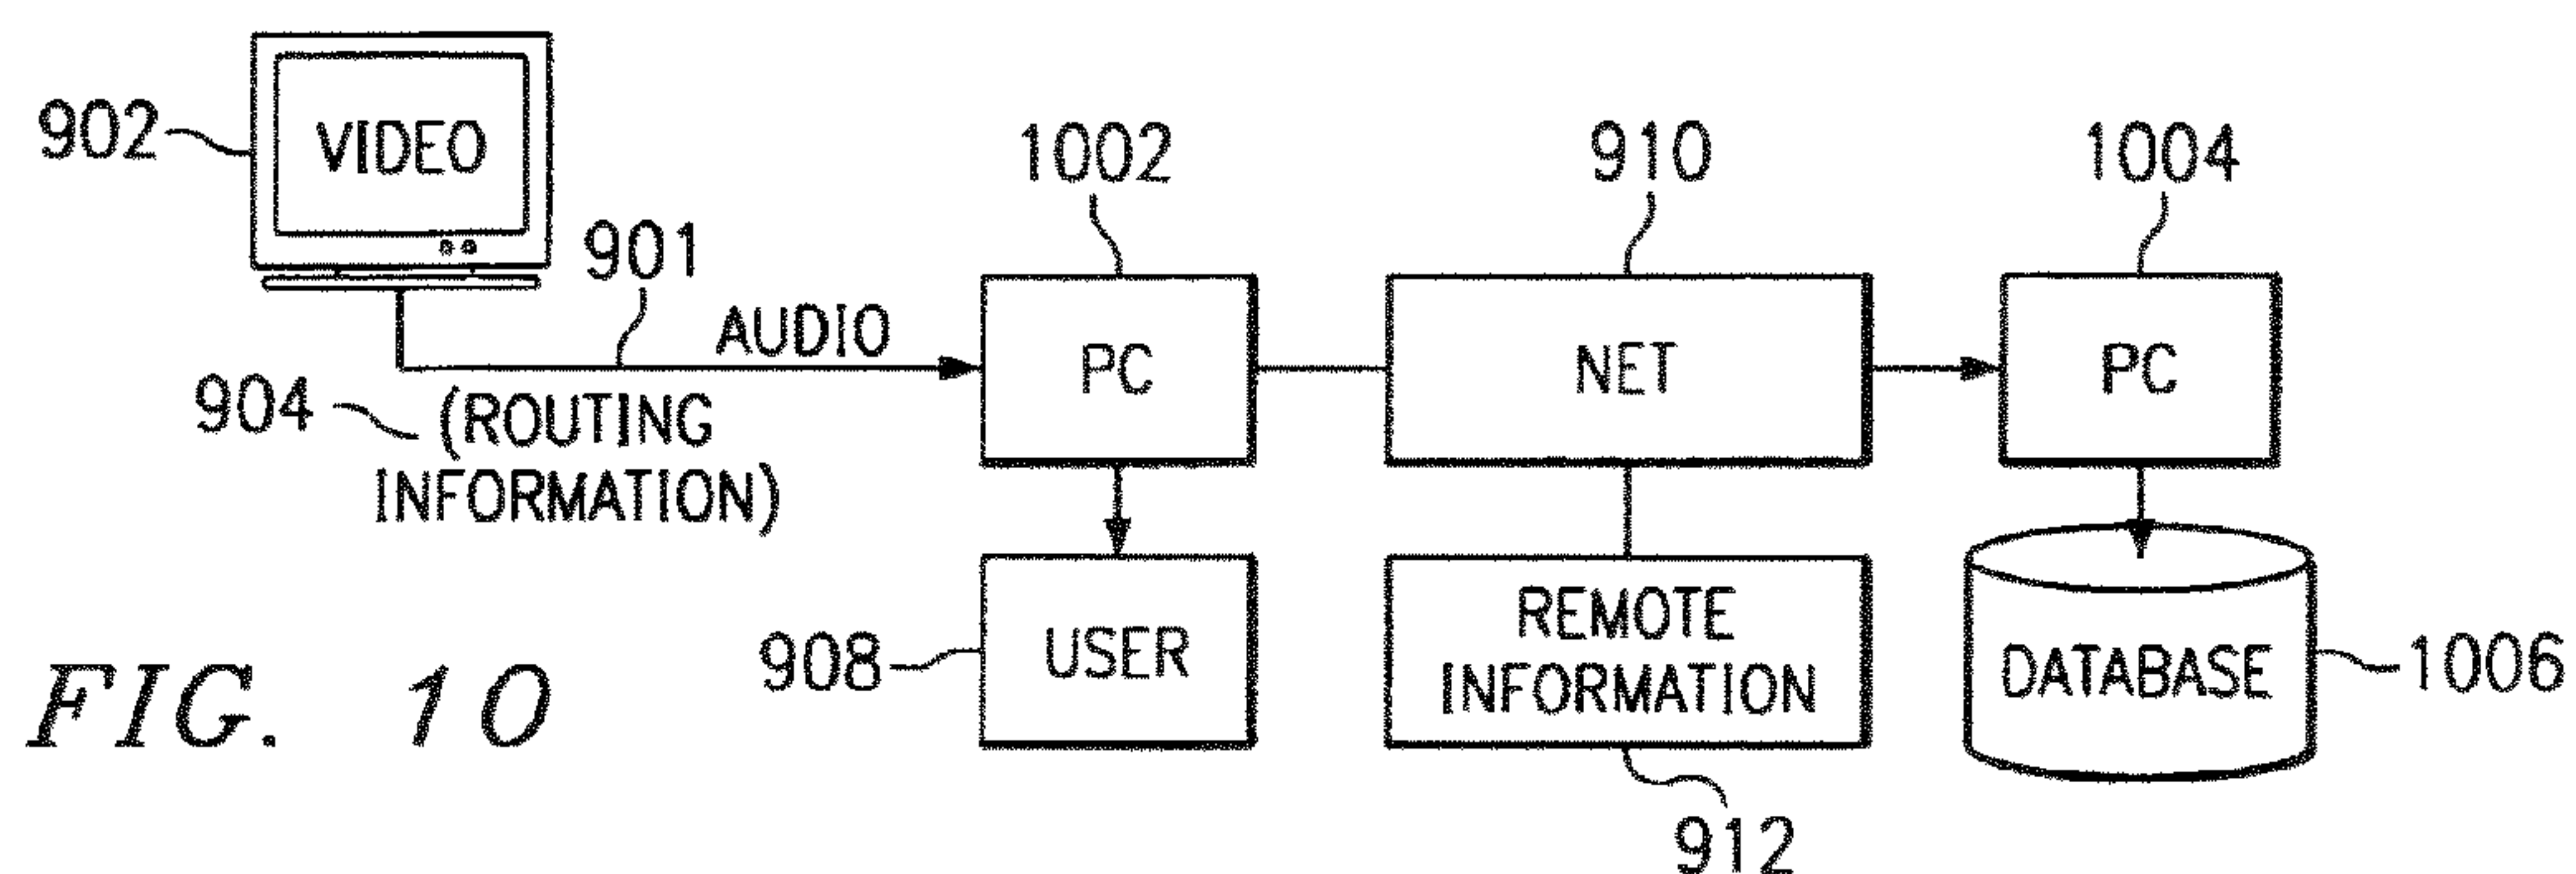 902
VIDEO
901
AUDIO
904
(ROUTING
INFORMATION)
1002
PC
908
USER
910
NET
REMOTE
INFORMATION
912
1004
PC
DATABASE
1006
FIG. 10